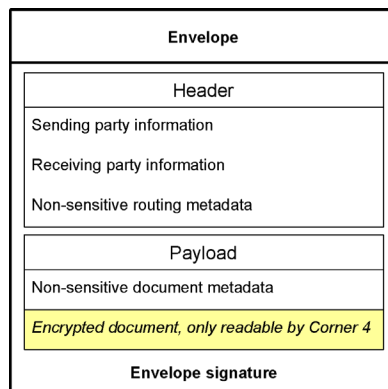 Envelope
Header
Sending party information
Receiving party information
Non-sensitive routing metadata
Payload
Non-sensitive document metadata
Encrypted document, only readable by Corner 4
Envelope signature